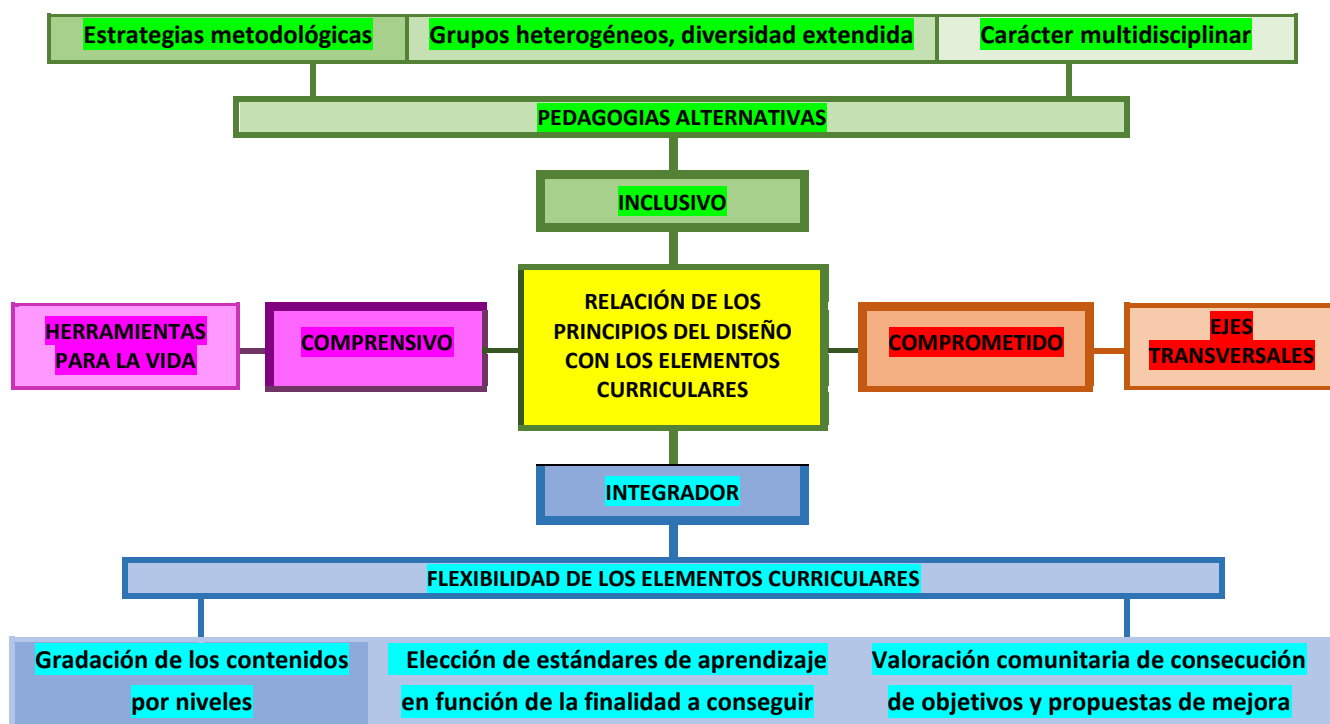 Estrategias metodológicas
Grupos heterogéneos, diversidad extendida
Carácter multidisciplinar
PEDAGOGIAS ALTERNATIVAS
INCLUSIVO
HERRAMIENTAS
PARA LA VIDA
COMPRENSIVO
RELACIÓN DE LOS
PRINCIPIOS DEL DISEÑO
CON LOS ELEMENTOS
CURRICULARES
COMPROMETIDO
EJES
TRANSVERSALES
INTEGRADOR
FLEXIBILIDAD DE LOS ELEMENTOS CURRICULARES
Gradación de los contenidos
por niveles
Elección de estándares de aprendizaje
en función de la finalidad a conseguir
Valoración comunitaria de consecución
de objetivos y propuestas de mejora